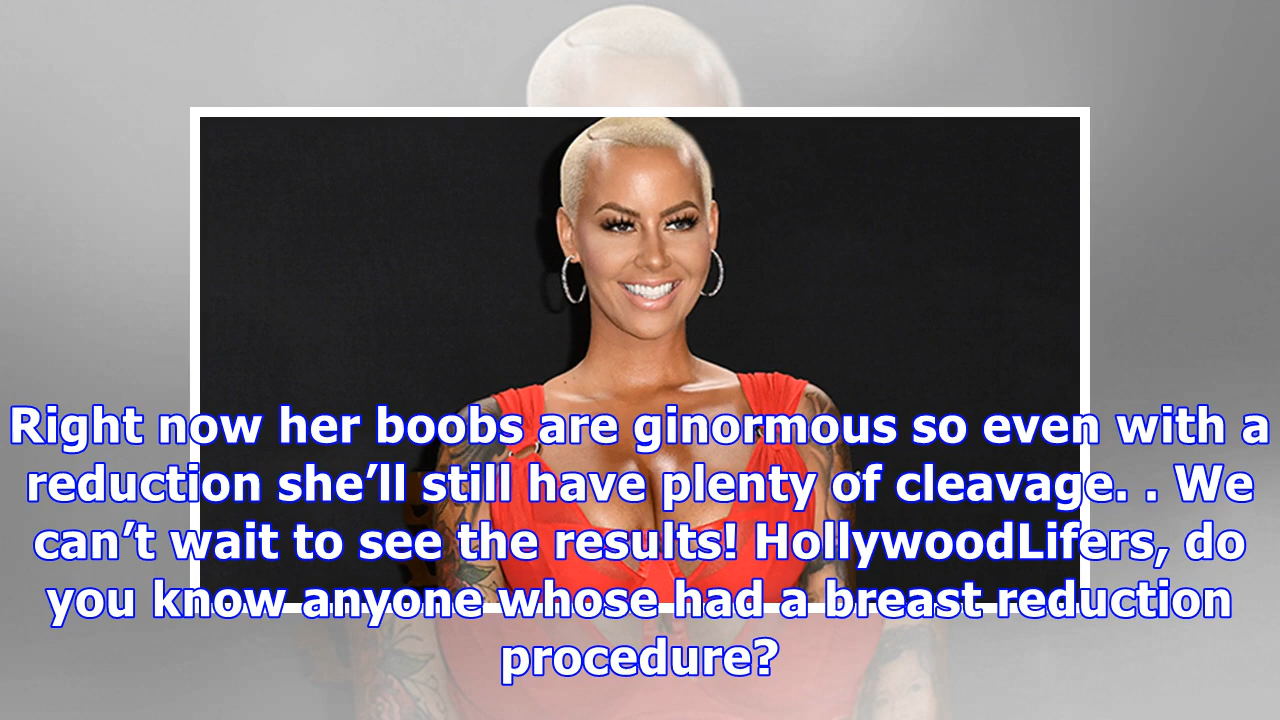 Right now her boobs are ginormous so even with a
reduction she’ll still have plenty of cleavage. . We
can’t wait to see the results! HollywoodLifers, do
you know anyone whose had a breast reduction
procedure?